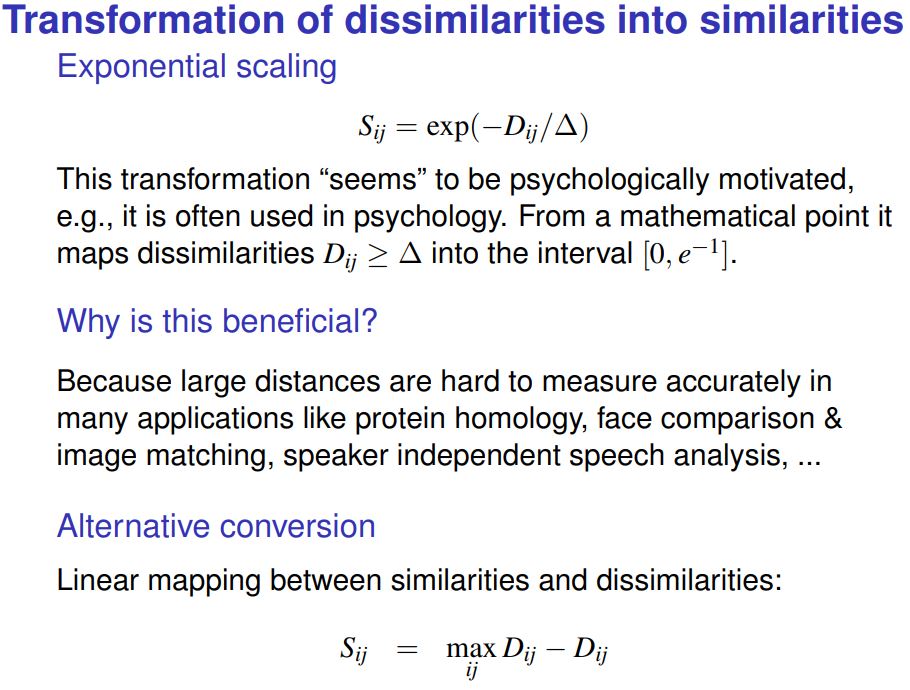 Transformation of dissimilarities into similarities
Exponential scaling
S_{ij} = exp(−D_{ij}/Δ)
This transformation “seems” to be psychologically motivated,
e.g., it is often used in psychology. From a mathematical point it
maps dissimilarities D_{ij} ≥ Δ into the interval [0, e^{−1}].
Why is this beneficial?
Because large distances are hard to measure accurately in
many applications like protein homology, face comparison &
image matching, speaker independent speech analysis, ...
Alternative conversion
Linear mapping between similarities and dissimilarities:
S_{ij} = max_{ij} D_{ij} − D_{ij}